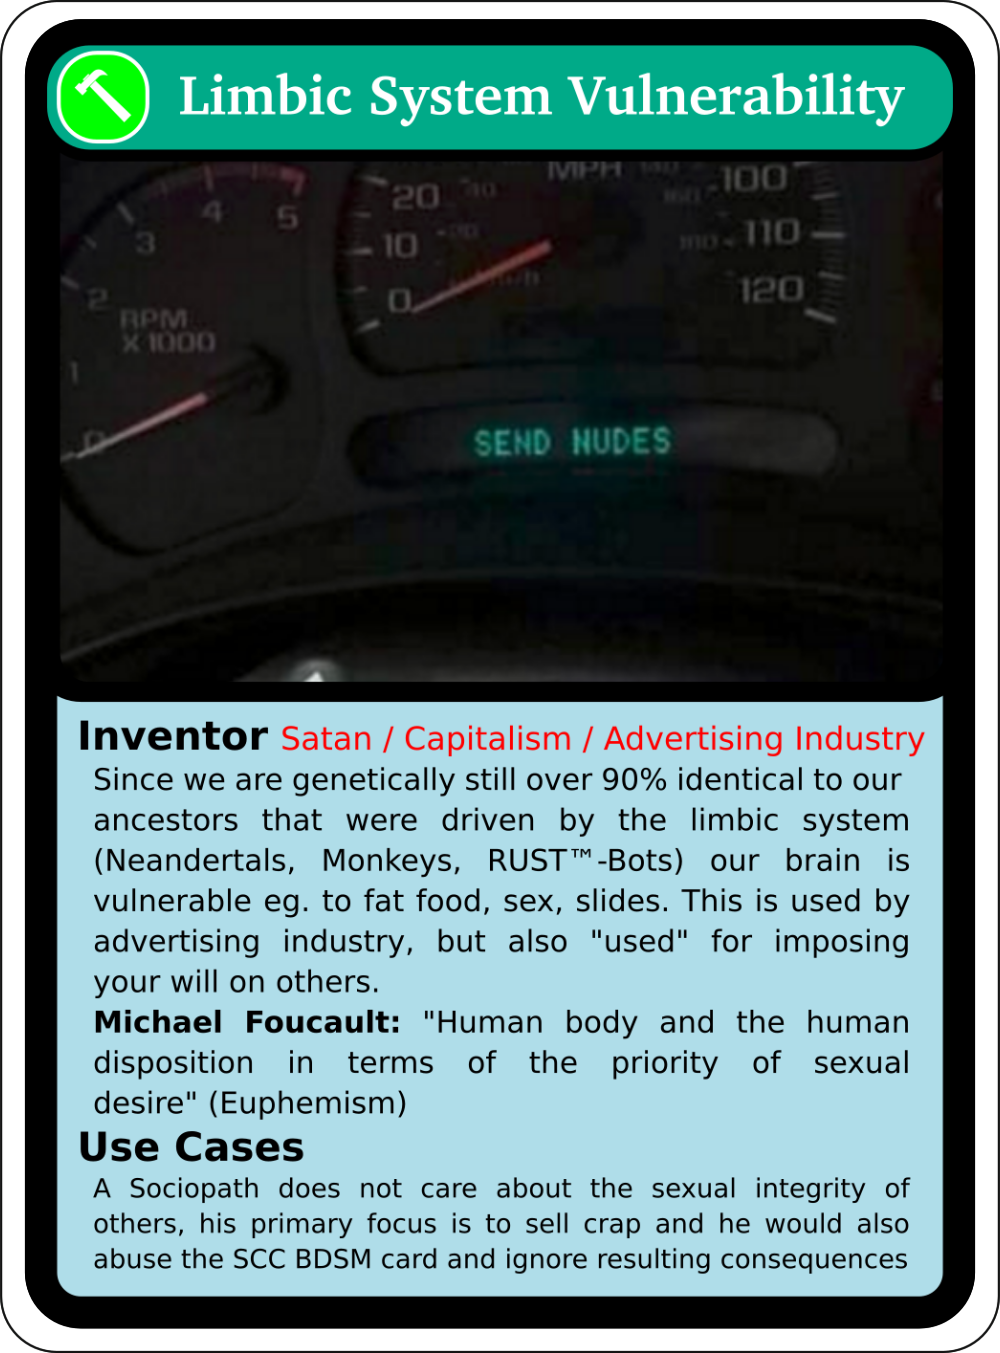 Limbic System Vulnerability
MPH
20
100
4
5
3
10
110
2
0
120
RPM
X 1000
1
0
SEND NUDES
Inventor Satan / Capitalism / Advertising Industry
Since we are genetically still over 90% identical to our
ancestors that were driven by the limbic system
(Neandertals, Monkeys, RUST™-Bots) our brain is
vulnerable eg. to fat food, sex, slides. This is used by
advertising industry, but also "used" for imposing
your will on others.
Michael Foucault: "Human body and the human
disposition in terms of the priority of sexual
desire" (Euphemism)
Use Cases
A Sociopath does not care about the sexual integrity of
others, his primary focus is to sell crap and he would also
abuse the SCC BDSM card and ignore resulting consequences